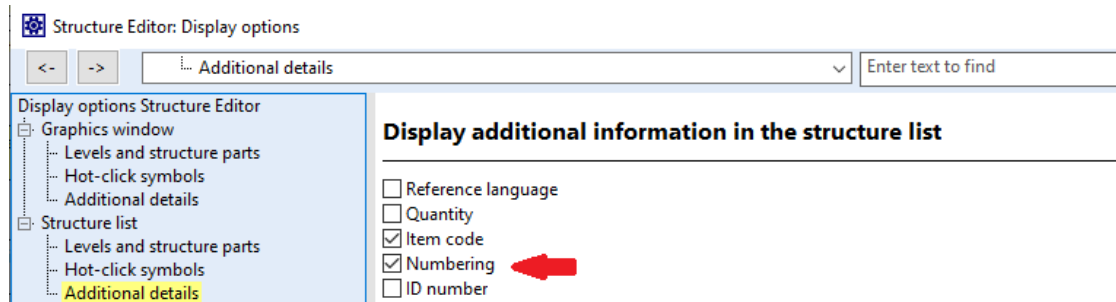 Structure Editor: Display options
<- -> Additional details Enter text to find
Display options Structure Editor
Graphics window
Levels and structure parts
Hot-click symbols
Additional details
Structure list
Levels and structure parts
Hot-click symbols
Additional details
Display additional information in the structure list
Reference language
Quantity
Item code
Numbering
ID number